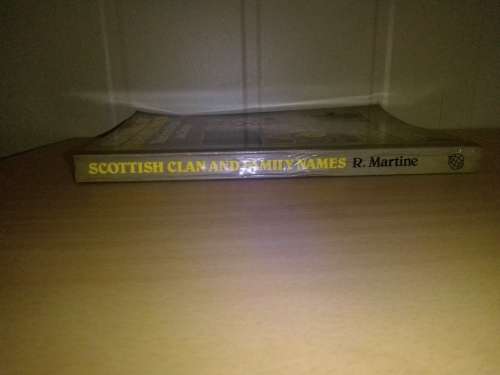 SCOTTISH CLAN AND FAMILY NAMES R. Martine